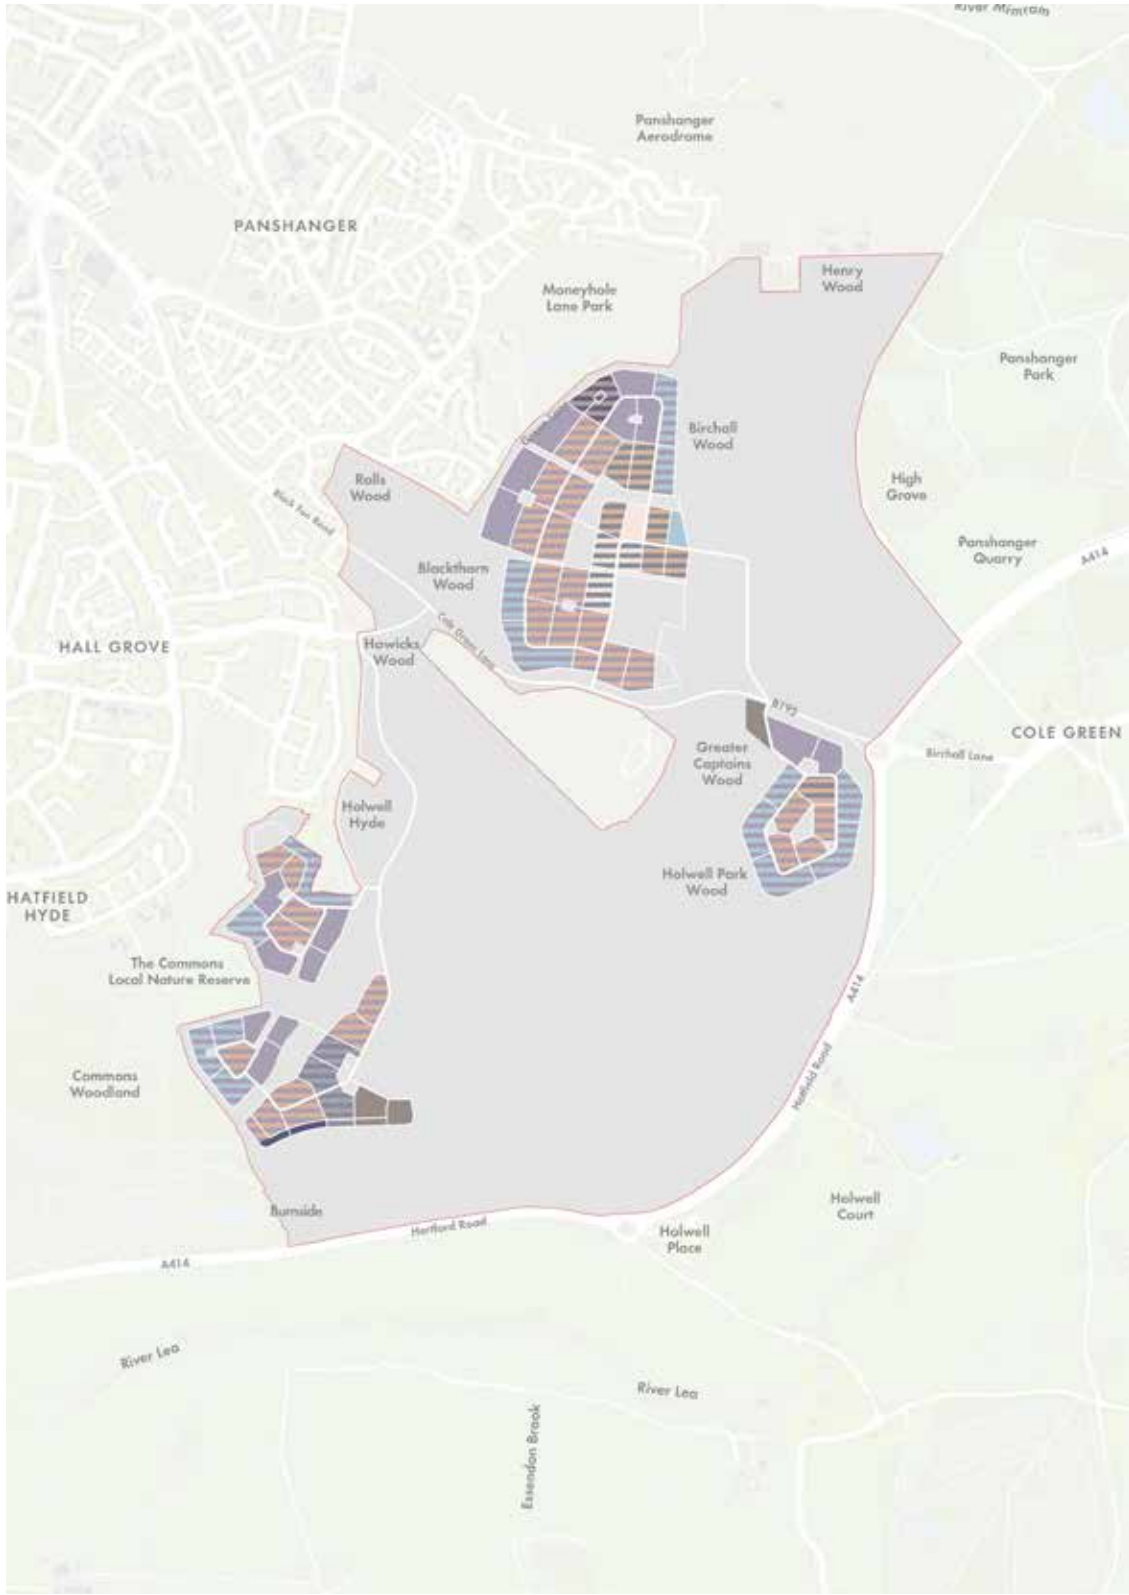 River Mimram
Panshanger
Aerodrome
PANSHANGER
Henry
Wood
Moneyhole
Lane Park
Panshanger
Park
Birchall
Wood
Rolls
Wood
High
Grove
Black Fan Road
Panshanger
Quarry
A414
Blackthorn
Wood
Cole Green Lane
HALL GROVE
Hawicks
Wood
B195
COLE GREEN
Greater
Captains
Wood
Birchall Lane
Holwell
Hyde
Holwell Park
Wood
HATFIELD
HYDE
The Commons
Local Nature Reserve
A414
Hatfield Road
Commons
Woodland
Holwell
Court
Burnside
Hertford Road
Holwell
Place
A414
River Lea
River Lea
Essendon Brook